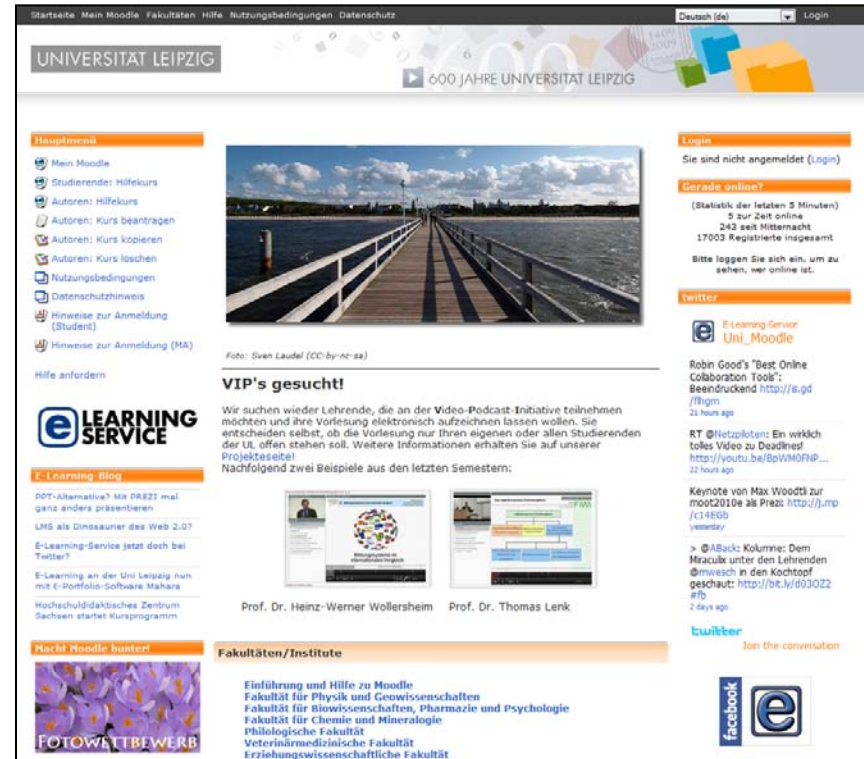 Startseite Mein Moodle Fakultäten Hilfe Nutzungsbedingungen Datenschutz
Deutsch (de)
Login
UNIVERSITÄT LEIPZIG
600 JAHRE UNIVERSITÄT LEIPZIG
1409
2009
Hauptmenü
Mein Moodle
Studierende: Hilfekurs
Autoren: Hilfekurs
Autoren: Kurs beantragen
Autoren: Kurs kopieren
Autoren: Kurs löschen
Nutzungsbedingungen
Datenschutzhinweis
Hinweise zur Anmeldung
(Student)
Hinweise zur Anmeldung (MA)
Hilfe anfordern
e LEARNING
SERVICE
E-Learning-Blog
PPT-Alternative? Mit PREZI mal
ganz anders präsentieren
LMS als Dinosaurier des Web 2.0?
E-Learning-Service jetzt doch bei
Twitter?
E-Learning an der Uni Leipzig nun
mit E-Portfolio-Software Mahara
Hochschuldidaktisches Zentrum
Sachsen startet Kursprogramm
Macht Moodle bunter!
FOTOWETTBEWERB
Foto: Sven Laudel (CC-by-nc-sa)
VIP's gesucht!
Wir suchen wieder Lehrende, die an der Video-Podcast-Initiative teilnehmen
möchten und ihre Vorlesung elektronisch aufzeichnen lassen wollen. Sie
entscheiden selbst, ob die Vorlesung nur Ihren eigenen oder allen Studierenden
der UL offen stehen soll. Weitere Informationen erhalten Sie auf unserer
Projekteseite!
Nachfolgend zwei Beispiele aus den letzten Semestern:
Bildungssysteme im
internationalen Vergleich
Prof. Dr. Heinz-Werner Wollersheim
Prof. Dr. Thomas Lenk
Fakultäten/Institute
Einführung und Hilfe zu Moodle
Fakultät für Physik und Geowissenschaften
Fakultät für Biowissenschaften, Pharmazie und Psychologie
Fakultät für Chemie und Mineralogie
Philologische Fakultät
Veterinärmedizinische Fakultät
Erziehungswissenschaftliche Fakultät
Login
Sie sind nicht angemeldet (Login)
Gerade online?
(Statistik der letzten 5 Minuten)
5 zur Zeit online
243 seit Mitternacht
17003 Registrierte insgesamt
Bitte loggen Sie sich ein, um zu
sehen, wer online ist.
twitter
E-Learning-Service
Uni_Moodle
Robin Good's "Best Online
Collaboration Tools":
Beeindruckend http://is.gd
/flhgm
21 hours ago
RT @Netzpiloten: Ein wirklich
tolles Video zu Deadlines!
http://youtu.be/BpWM0FNP...
22 hours ago
Keynote von Max Woodtli zur
moot2010e als Prezi: http://j.mp
/c14EGb
yesterday
> @ABack: Kolumne: Dem
Miraculix unter den Lehrenden
@mwesch in den Kochtopf
geschaut: http://bit.ly/d03OZ2
#fb
2 days ago
twitter
Join the conversation
facebook
e